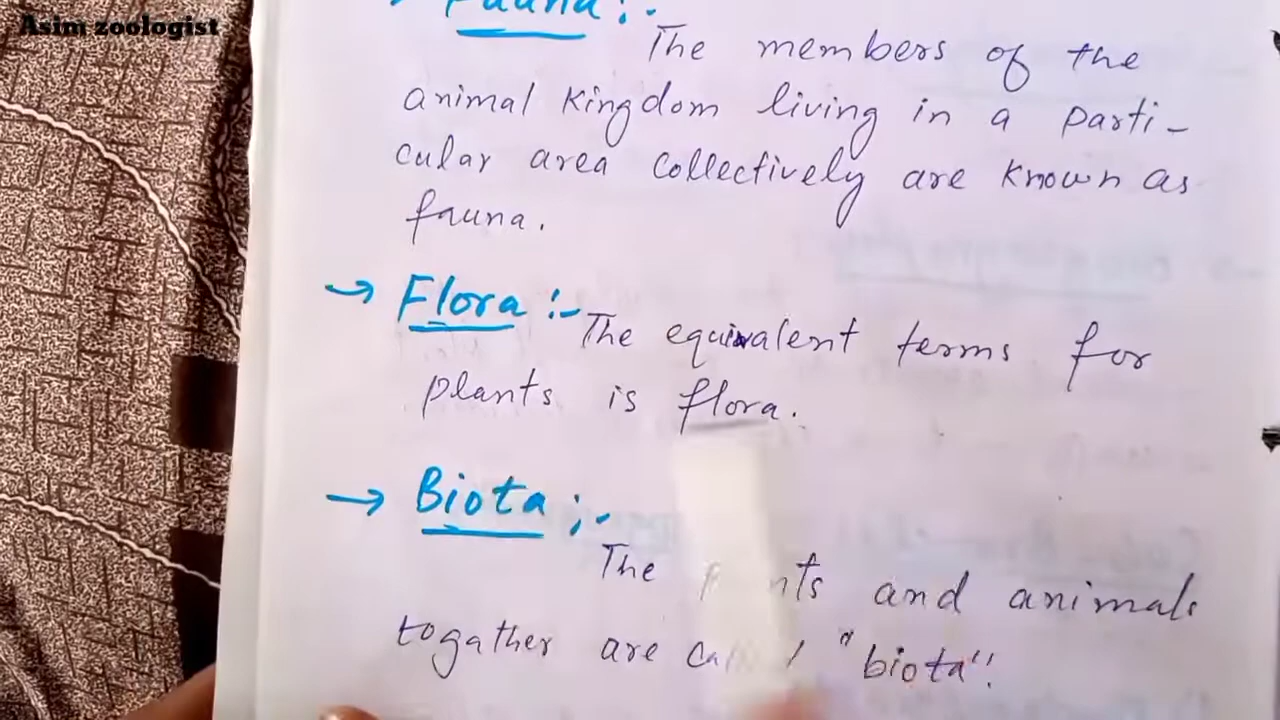 Asim zoologist
Fauna:-
The members of the
animal kingdom living in a parti-
cular area collectively are known as
fauna.
→ Flora :-
The equivalent terms for
plants is flora.
→ Biota ;-
The and animals
togather are "biota"!